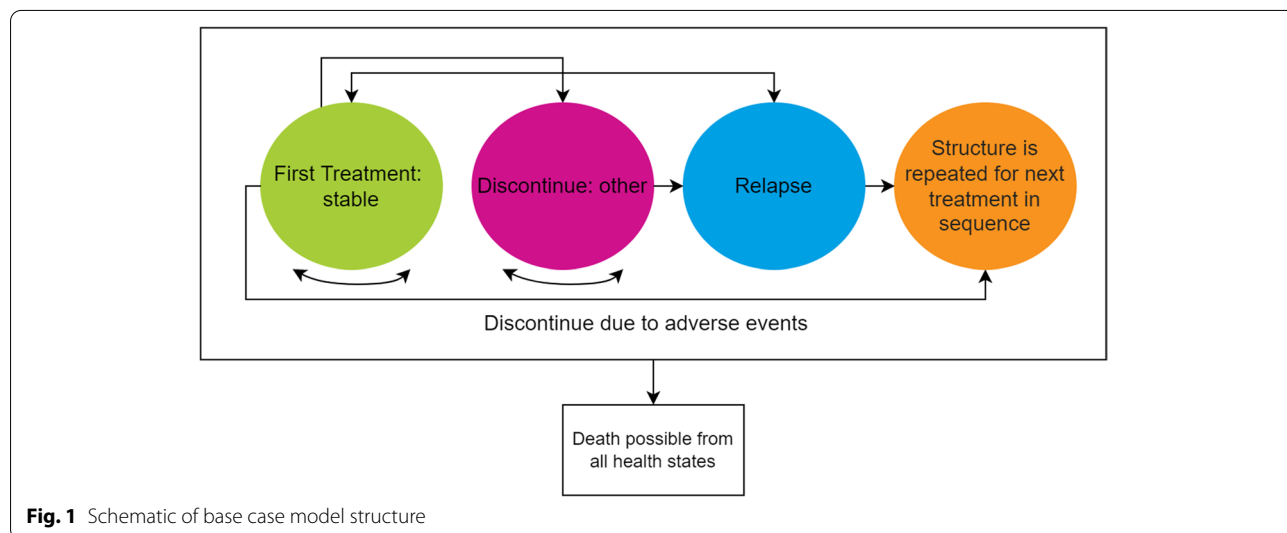 First Treatment:
stable
Discontinue: other
Relapse
Structure is
repeated for next
treatment in
sequence
Discontinue due to adverse events
Death possible from
all health states
Fig. 1 Schematic of base case model structure